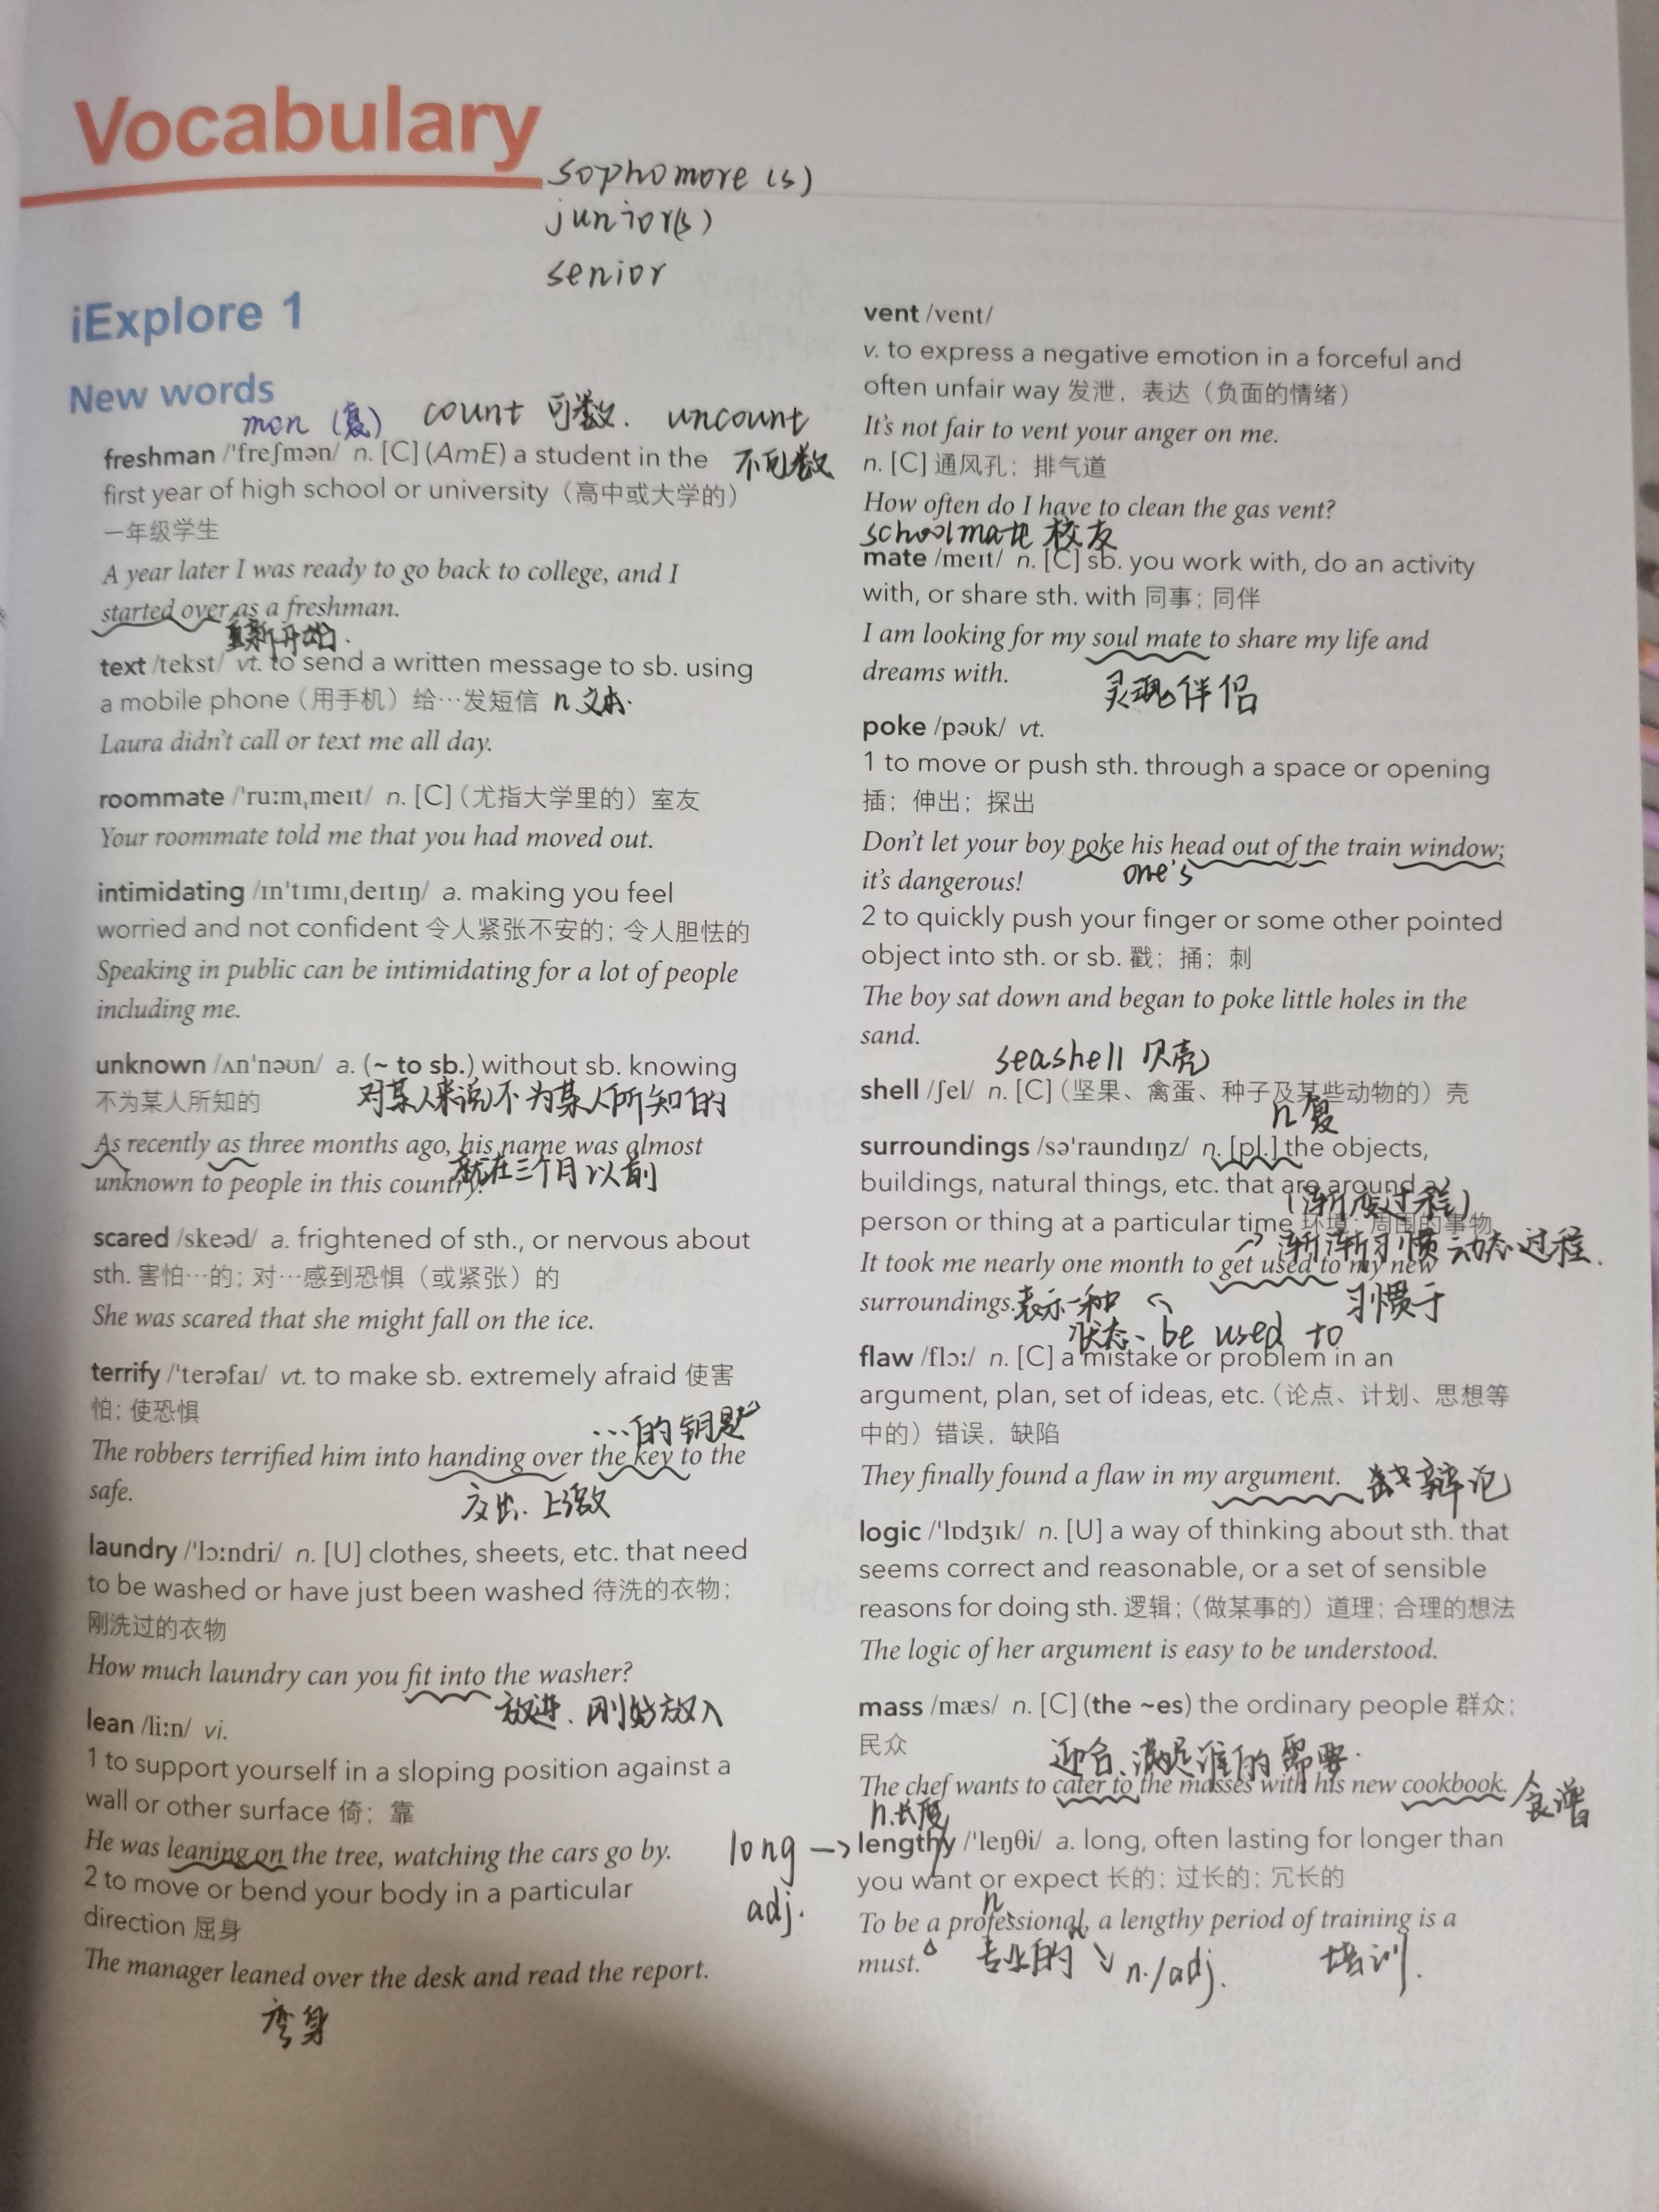 Vocabulary
sophomore (s)
junior(s)
senior
iExplore 1
New words
men (复) count 可数. uncount
freshman /ˈfreʃmən/ n. [C] (AmE) a student in the 不可数
first year of high school or university（高中或大学的）
一年级学生
A year later I was ready to go back to college, and I
started over as a freshman.
重新开始.
text /tekst/ vt. to send a written message to sb. using
a mobile phone（用手机）给…发短信 n.文本.
Laura didn't call or text me all day.
roommate /ˈruːmˌmeɪt/ n. [C]（尤指大学里的）室友
Your roommate told me that you had moved out.
intimidating /ɪnˈtɪmɪˌdeɪtɪŋ/ a. making you feel
worried and not confident 令人紧张不安的; 令人胆怯的
Speaking in public can be intimidating for a lot of people
including me.
unknown /ʌnˈnəʊn/ a. (~ to sb.) without sb. knowing
不为某人所知的 对某人来说不为某人所知的
As recently as three months ago, his name was almost
就在三个月以前
unknown to people in this country.
scared /skeəd/ a. frightened of sth., or nervous about
sth. 害怕…的; 对…感到恐惧（或紧张）的
She was scared that she might fall on the ice.
terrify /ˈterəfaɪ/ vt. to make sb. extremely afraid 使害
怕; 使恐惧
...的钥匙
The robbers terrified him into handing over the key to the
safe.
交出. 上缴
laundry /ˈlɔːndri/ n. [U] clothes, sheets, etc. that need
to be washed or have just been washed 待洗的衣物;
刚洗过的衣物
How much laundry can you fit into the washer?
放进. 刚好放入
lean /liːn/ vi.
1 to support yourself in a sloping position against a
wall or other surface 倚; 靠
He was leaning on the tree, watching the cars go by.
2 to move or bend your body in a particular
direction 屈身
The manager leaned over the desk and read the report.
弯身
vent /vent/
v. to express a negative emotion in a forceful and
often unfair way 发泄, 表达（负面的情绪）
It's not fair to vent your anger on me.
n. [C] 通风孔; 排气道
How often do I have to clean the gas vent?
schoolmate 校友
mate /meɪt/ n. [C] sb. you work with, do an activity
with, or share sth. with 同事; 同伴
I am looking for my soul mate to share my life and
dreams with.
灵魂伴侣
poke /pəʊk/ vt.
1 to move or push sth. through a space or opening
插; 伸出; 探出
Don't let your boy poke his head out of the train window;
one's
it's dangerous!
2 to quickly push your finger or some other pointed
object into sth. or sb. 戳; 捅; 刺
The boy sat down and began to poke little holes in the
sand.
seashell 贝壳
shell /ʃel/ n. [C]（坚果、禽蛋、种子及某些动物的）壳
n.复
surroundings /səˈraʊndɪŋz/ n. [pl.] the objects,
buildings, natural things, etc. that are around a
(渐变过程)
person or thing at a particular time 环境; 周围的事物
→渐渐习惯 动态过程.
It took me nearly one month to get used to my new
surroundings. 表示一种 习惯于
状态、be used to
flaw /flɔː/ n. [C] a mistake or problem in an
argument, plan, set of ideas, etc.（论点、计划、思想等
中的）错误, 缺陷
They finally found a flaw in my argument. 辩论
logic /ˈlɒdʒɪk/ n. [U] a way of thinking about sth. that
seems correct and reasonable, or a set of sensible
reasons for doing sth. 逻辑;（做某事的）道理; 合理的想法
The logic of her argument is easy to be understood.
mass /mæs/ n. [C] (the ~es) the ordinary people 群众;
民众
迎合.满足谁的需要.
The chef wants to cater to the masses with his new cookbook. 食谱
n.长度
long → lengthy /ˈleŋθi/ a. long, often lasting for longer than
adj.
you want or expect 长的; 过长的; 冗长的
n.
To be a professional, a lengthy period of training is a
must. 专业的 ↘ n./adj. 培训.